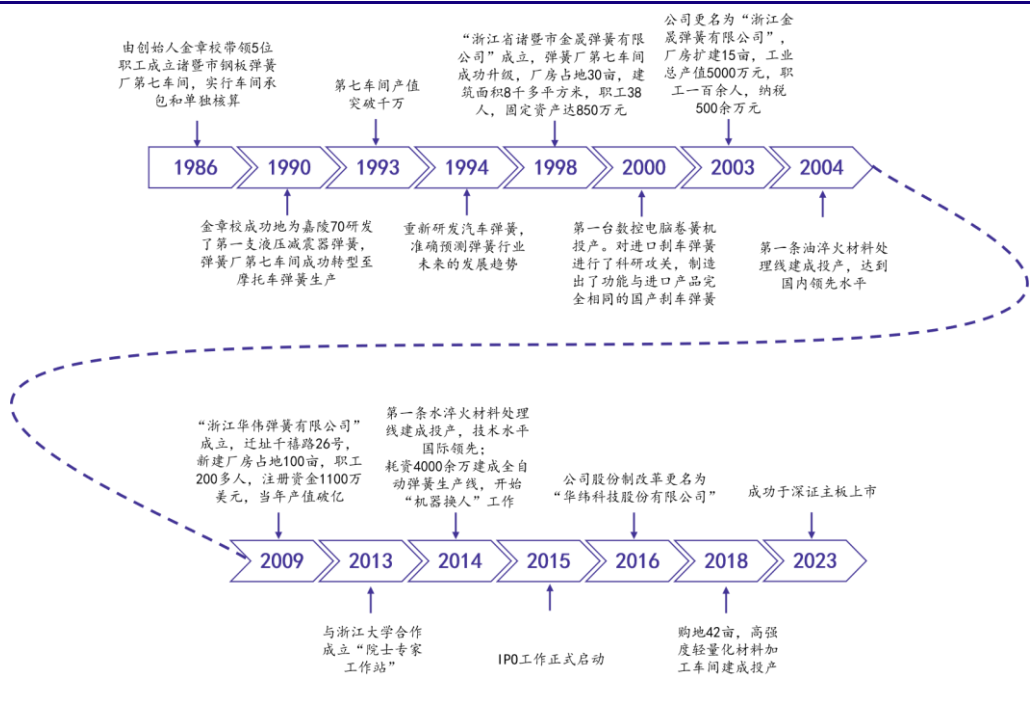 由创始人金章校带领5位
职工成立诸暨市钢板弹簧
厂第七车间，实行车间承
包和单独核算
第七车间产值
突破千万
“浙江省诸暨市金晟弹簧有限
公司”成立，弹簧厂第七车间
成功升级，厂房占地30亩，建
筑面积8千多平方米，职工38
人，固定资产达850万元
公司更名为“浙江金
晟弹簧有限公司”，
厂房扩建15亩，工业
总产值5000万元，职
工一百余人，纳税
500余万元
1986
1990
1993
1994
1998
2000
2003
2004
金章校成功地为嘉陵70研发
了第一支液压减震器弹簧，
弹簧厂第七车间成功转型至
摩托车弹簧生产
重新研发汽车弹簧，
准确预测弹簧行业
未来的发展趋势
第一台数控电脑卷簧机
投产。对进口刹车弹簧
进行了科研攻关，制造
出了功能与进口产品完
全相同的国产刹车弹簧
第一条油淬火材料处
理线建成投产，达到
国内领先水平
“浙江华伟弹簧有限公司”
成立，迁址千禧路26号，
新建厂房占地100亩，职工
200多人，注册资金1100万
美元，当年产值破亿
第一条水淬火材料处理
线建成投产，技术水平
国际领先；
耗资4000余万建成全自
动弹簧生产线，开始
“机器换人”工作
公司股份制改革更名为
“华纬科技股份有限公司”
成功于深证主板上市
2009
2013
2014
2015
2016
2018
2023
与浙江大学合作
成立“院士专家
工作站”
IPO工作正式启动
购地42亩，高强
度轻量化材料加
工车间建成投产